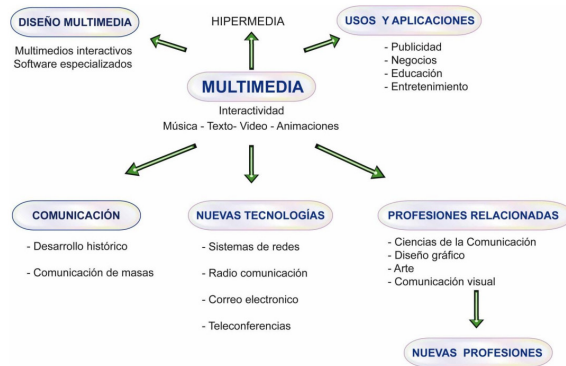 DISEÑO MULTIMEDIA
Multimedios interactivos
Software especializados
HIPERMEDIA
USOS Y APLICACIONES
- Publicidad
- Negocios
- Educación
- Entretenimiento
MULTIMEDIA
Interactividad
Música - Texto- Video - Animaciones
COMUNICACIÓN
- Desarrollo histórico
- Comunicación de masas
NUEVAS TECNOLOGÍAS
- Sistemas de redes
- Radio comunicación
- Correo electronico
- Teleconferencias
PROFESIONES RELACIONADAS
- Ciencias de la Comunicación
- Diseño gráfico
- Arte
- Comunicación visual
NUEVAS PROFESIONES